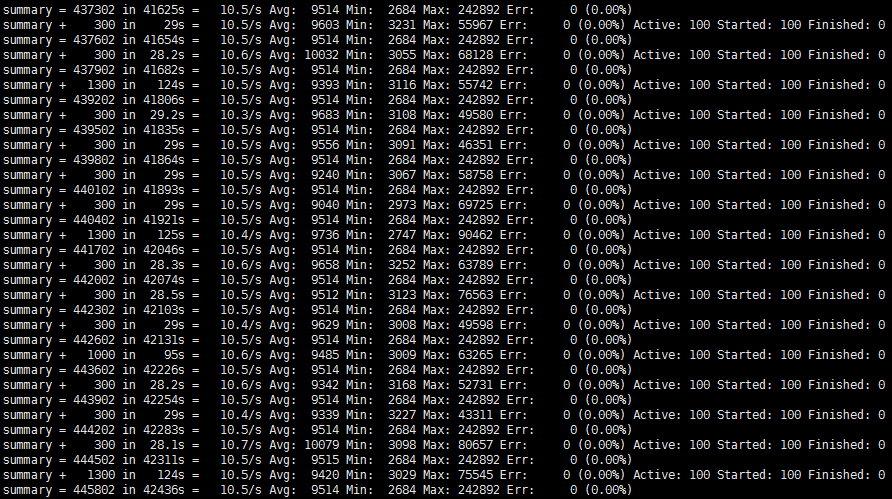 summary = 437302 in 41625s =   10.5/s Avg:  9514 Min:  2684 Max: 242892 Err:     0 (0.00%)
summary +    300 in    29s =   10.5/s Avg:  9603 Min:  3231 Max: 55967 Err:     0 (0.00%) Active: 100 Started: 100 Finished: 0
summary = 437602 in 41654s =   10.5/s Avg:  9514 Min:  2684 Max: 242892 Err:     0 (0.00%)
summary +    300 in  28.2s =   10.6/s Avg: 10032 Min:  3055 Max: 68128 Err:     0 (0.00%) Active: 100 Started: 100 Finished: 0
summary = 437902 in 41682s =   10.5/s Avg:  9514 Min:  2684 Max: 242892 Err:     0 (0.00%)
summary +   1300 in   124s =   10.5/s Avg:  9393 Min:  3116 Max: 55742 Err:     0 (0.00%) Active: 100 Started: 100 Finished: 0
summary = 439202 in 41806s =   10.5/s Avg:  9514 Min:  2684 Max: 242892 Err:     0 (0.00%)
summary +    300 in  29.2s =   10.3/s Avg:  9683 Min:  3108 Max: 49580 Err:     0 (0.00%) Active: 100 Started: 100 Finished: 0
summary = 439502 in 41835s =   10.5/s Avg:  9514 Min:  2684 Max: 242892 Err:     0 (0.00%)
summary +    300 in    29s =   10.5/s Avg:  9556 Min:  3091 Max: 46351 Err:     0 (0.00%) Active: 100 Started: 100 Finished: 0
summary = 439802 in 41864s =   10.5/s Avg:  9514 Min:  2684 Max: 242892 Err:     0 (0.00%)
summary +    300 in    29s =   10.5/s Avg:  9240 Min:  3067 Max: 58758 Err:     0 (0.00%) Active: 100 Started: 100 Finished: 0
summary = 440102 in 41893s =   10.5/s Avg:  9514 Min:  2684 Max: 242892 Err:     0 (0.00%)
summary +    300 in    29s =   10.5/s Avg:  9040 Min:  2973 Max: 69725 Err:     0 (0.00%) Active: 100 Started: 100 Finished: 0
summary = 440402 in 41921s =   10.5/s Avg:  9514 Min:  2684 Max: 242892 Err:     0 (0.00%)
summary +   1300 in   125s =   10.4/s Avg:  9736 Min:  2747 Max: 90462 Err:     0 (0.00%) Active: 100 Started: 100 Finished: 0
summary = 441702 in 42046s =   10.5/s Avg:  9514 Min:  2684 Max: 242892 Err:     0 (0.00%)
summary +    300 in  28.3s =   10.6/s Avg:  9658 Min:  3252 Max: 63789 Err:     0 (0.00%) Active: 100 Started: 100 Finished: 0
summary = 442002 in 42074s =   10.5/s Avg:  9514 Min:  2684 Max: 242892 Err:     0 (0.00%)
summary +    300 in  28.5s =   10.5/s Avg:  9512 Min:  3123 Max: 76563 Err:     0 (0.00%) Active: 100 Started: 100 Finished: 0
summary = 442302 in 42103s =   10.5/s Avg:  9514 Min:  2684 Max: 242892 Err:     0 (0.00%)
summary +    300 in    29s =   10.4/s Avg:  9629 Min:  3008 Max: 49598 Err:     0 (0.00%) Active: 100 Started: 100 Finished: 0
summary = 442602 in 42131s =   10.5/s Avg:  9514 Min:  2684 Max: 242892 Err:     0 (0.00%)
summary +   1000 in    95s =   10.6/s Avg:  9485 Min:  3009 Max: 63265 Err:     0 (0.00%) Active: 100 Started: 100 Finished: 0
summary = 443602 in 42226s =   10.5/s Avg:  9514 Min:  2684 Max: 242892 Err:     0 (0.00%)
summary +    300 in  28.2s =   10.6/s Avg:  9342 Min:  3168 Max: 52731 Err:     0 (0.00%) Active: 100 Started: 100 Finished: 0
summary = 443902 in 42254s =   10.5/s Avg:  9514 Min:  2684 Max: 242892 Err:     0 (0.00%)
summary +    300 in    29s =   10.4/s Avg:  9339 Min:  3227 Max: 43311 Err:     0 (0.00%) Active: 100 Started: 100 Finished: 0
summary = 444202 in 42283s =   10.5/s Avg:  9514 Min:  2684 Max: 242892 Err:     0 (0.00%)
summary +    300 in  28.1s =   10.7/s Avg: 10079 Min:  3098 Max: 80657 Err:     0 (0.00%) Active: 100 Started: 100 Finished: 0
summary = 444502 in 42311s =   10.5/s Avg:  9515 Min:  2684 Max: 242892 Err:     0 (0.00%)
summary +   1300 in   124s =   10.5/s Avg:  9420 Min:  3029 Max: 75545 Err:     0 (0.00%) Active: 100 Started: 100 Finished: 0
summary = 445802 in 42436s =   10.5/s Avg:  9514 Min:  2684 Max: 242892 Err:     0 (0.00%)